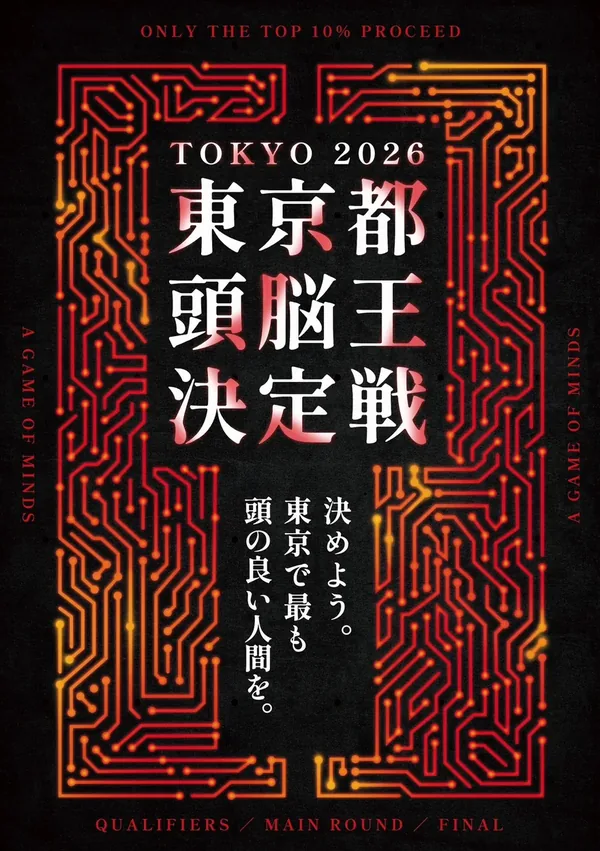 ONLY THE TOP 10% PROCEED
TOKYO 2026
東京都
頭脳王
決定戦
決めよう。
東京で最も
頭の良い人間を。
A GAME OF MINDS
A GAME OF MINDS
QUALIFIERS / MAIN ROUND / FINAL